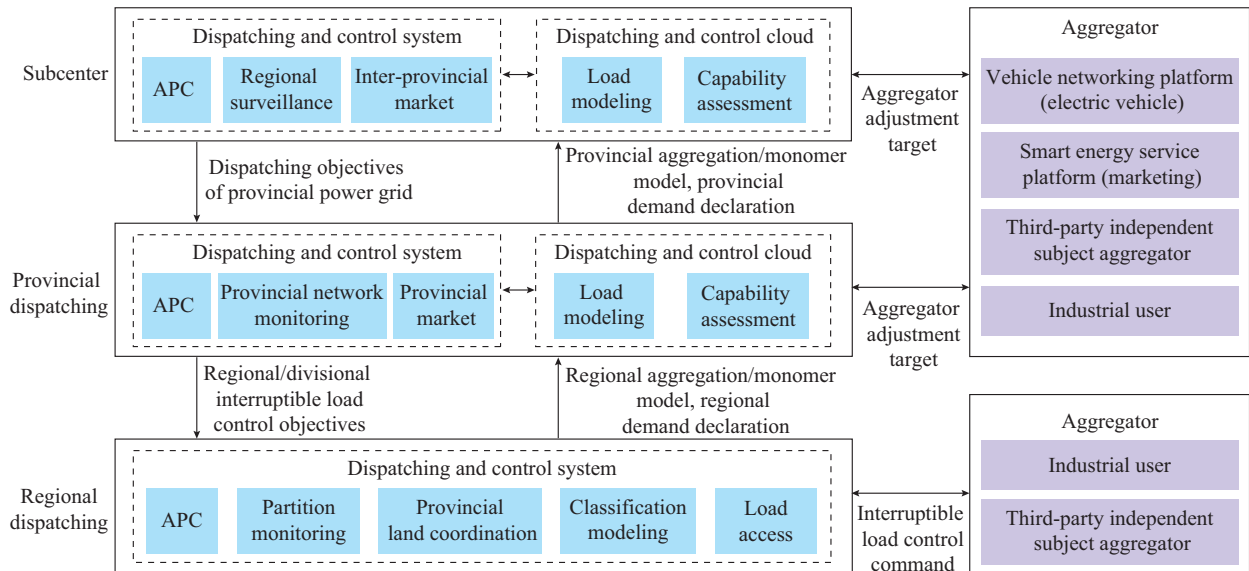 Subcenter
Dispatching and control system
APC
Regional
surveillance
Inter-provincial
market
Dispatching and control cloud
Load
modeling
Capability
assessment
Aggregator
adjustment
target
Aggregator
Vehicle networking platform
(electric vehicle)
Smart energy service
platform (marketing)
Third-party independent
subject aggregator
Industrial user
Dispatching objectives
of provincial power grid
Provincial aggregation/monomer
model, provincial
demand declaration
Provincial
dispatching
Dispatching and control system
APC
Provincial network
monitoring
Provincial
market
Dispatching and control cloud
Load
modeling
Capability
assessment
Aggregator
adjustment
target
Regional/divisional
interruptible load
control objectives
Regional aggregation/monomer
model, regional
demand declaration
Regional
dispatching
Dispatching and control system
APC
Partition
monitoring
Provincial
land coordination
Classification
modeling
Load
access
Interruptible
load control
command
Aggregator
Industrial user
Third-party independent
subject aggregator